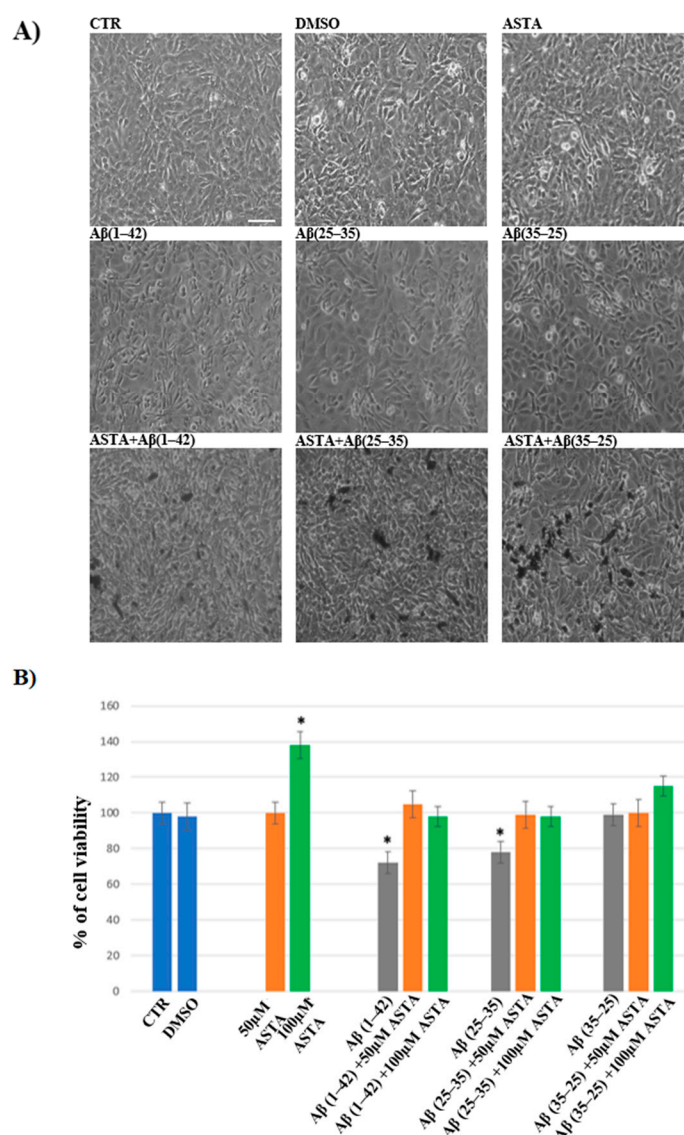 A)
CTR DMSO ASTA
Aβ(1–42) Aβ(25–35) Aβ(35–25)
ASTA+Aβ(1–42) ASTA+Aβ(25–35) ASTA+Aβ(35–25)
B)
% of cell viability
160
140
120
100
80
60
40
20
0
*
*
*
CTR
DMSO
50μM
ASTA
100μM
ASTA
Aβ (1–42)
Aβ (1–42) +50μM ASTA
Aβ (1–42) +100μM ASTA
Aβ (25–35)
Aβ (25–35) +50μM ASTA
Aβ (25–35) +100μM ASTA
Aβ (35–25)
Aβ (35–25) +50μM ASTA
Aβ (35–25) +100μM ASTA